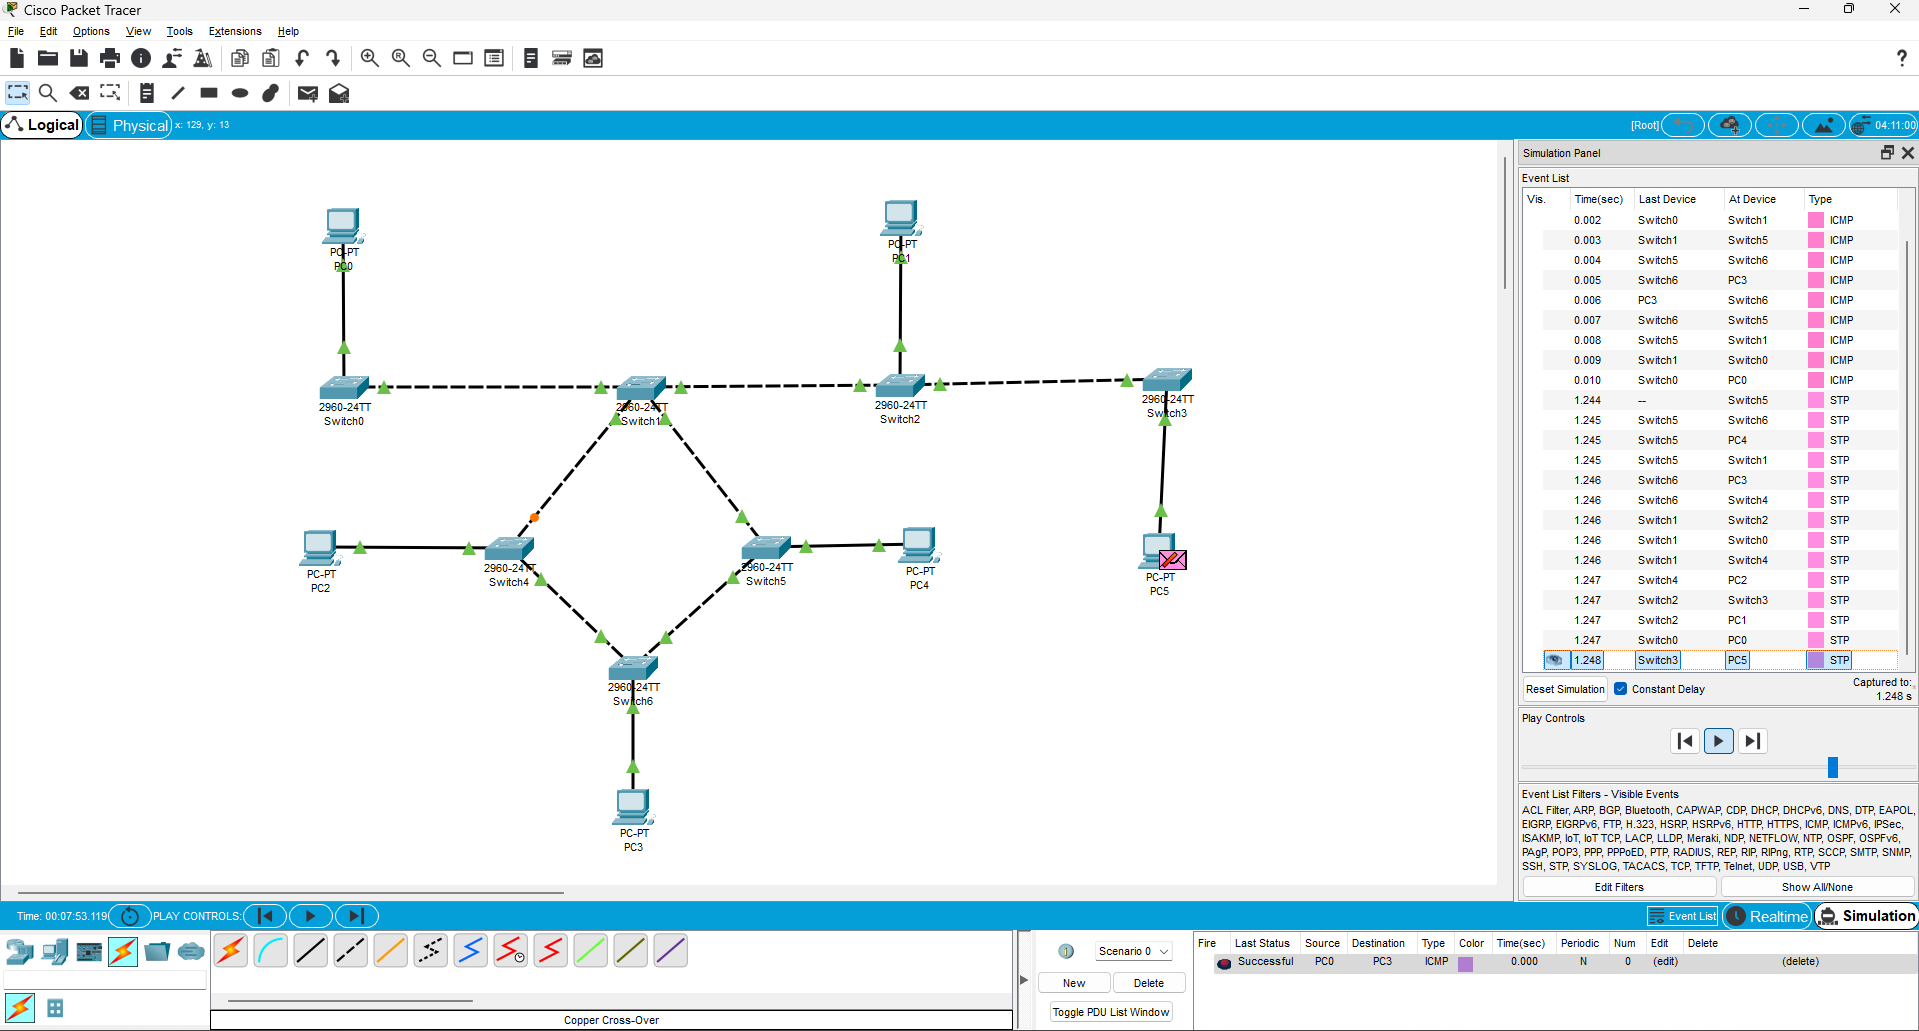 Cisco Packet Tracer
File Edit Options View Tools Extensions Help
Logical Physical x: 129, y: 13 [Root] 04:11:00
PC-PT
PC0
PC-PT
PC1
2960-24TT
Switch0
2960-24TT
Switch1
2960-24TT
Switch2
2960-24TT
Switch3
PC-PT
PC2
2960-24TT
Switch4
2960-24TT
Switch5
PC-PT
PC4
PC-PT
PC5
2960-24TT
Switch6
PC-PT
PC3
Simulation Panel
Event List
Vis. Time(sec) Last Device At Device Type
0.002 Switch0 Switch1 ICMP
0.003 Switch1 Switch5 ICMP
0.004 Switch5 Switch6 ICMP
0.005 Switch6 PC3 ICMP
0.006 PC3 Switch6 ICMP
0.007 Switch6 Switch5 ICMP
0.008 Switch5 Switch1 ICMP
0.009 Switch1 Switch0 ICMP
0.010 Switch0 PC0 ICMP
1.244 -- Switch5 STP
1.245 Switch5 Switch6 STP
1.245 Switch5 PC4 STP
1.245 Switch5 Switch1 STP
1.246 Switch6 PC3 STP
1.246 Switch6 Switch4 STP
1.246 Switch1 Switch2 STP
1.246 Switch1 Switch0 STP
1.246 Switch1 Switch4 STP
1.247 Switch4 PC2 STP
1.247 Switch2 Switch3 STP
1.247 Switch2 PC1 STP
1.247 Switch0 PC0 STP
1.248 Switch3 PC5 STP
Reset Simulation Constant Delay Captured to:
1.248 s
Play Controls
Event List Filters - Visible Events
ACL Filter, ARP, BGP, Bluetooth, CAPWAP, CDP, DHCP, DHCPv6, DNS, DTP, EAPOL,
EIGRP, EIGRPv6, FTP, H.323, HSRP, HSRPv6, HTTP, HTTPS, ICMP, ICMPv6, IPSec,
ISAKMP, IoT, IoT TCP, LACP, LLDP, Meraki, NDP, NETFLOW, NTP, OSPF, OSPFv6,
PAgP, POP3, PPP, PPPoED, PTP, RADIUS, REP, RIP, RIPng, RTP, SCCP, SMTP, SNMP,
SSH, STP, SYSLOG, TACACS, TCP, TFTP, Telnet, UDP, USB, VTP
Edit Filters Show All/None
Time: 00:07:53.119 PLAY CONTROLS: Event List Realtime Simulation
Copper Cross-Over
Scenario 0
New Delete
Toggle PDU List Window
Fire Last Status Source Destination Type Color Time(sec) Periodic Num Edit Delete
Successful PC0 PC3 ICMP 0.000 N 0 (edit) (delete)